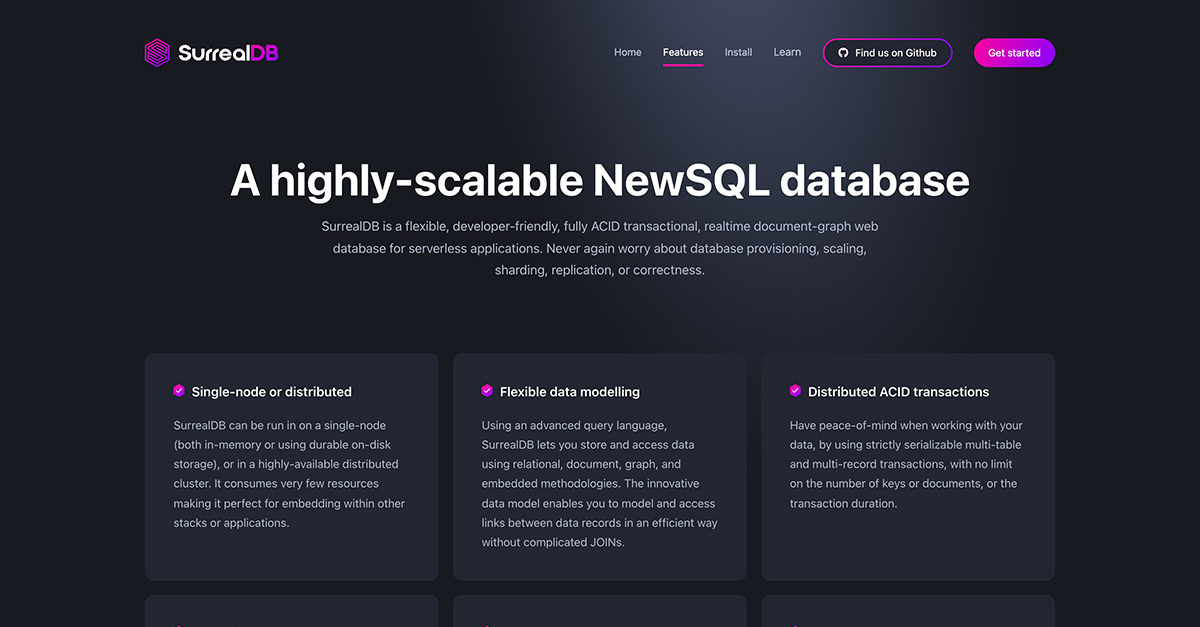 SurrealDB
Home
Features
Install
Learn
Find us on Github
Get started
A highly-scalable NewSQL database
SurrealDB is a flexible, developer-friendly, fully ACID transactional, realtime document-graph web
database for serverless applications. Never again worry about database provisioning, scaling,
sharding, replication, or correctness.
Single-node or distributed
SurrealDB can be run in on a single-node
(both in-memory or using durable on-disk
storage), or in a highly-available distributed
cluster. It consumes very few resources
making it perfect for embedding within other
stacks or applications.
Flexible data modelling
Using an advanced query language,
SurrealDB lets you store and access data
using relational, document, graph, and
embedded methodologies. The innovative
data model enables you to model and access
links between data records in an efficient way
without complicated JOINs.
Distributed ACID transactions
Have peace-of-mind when working with your
data, by using strictly serializable multi-table
and multi-record transactions, with no limit
on the number of keys or documents, or the
transaction duration.